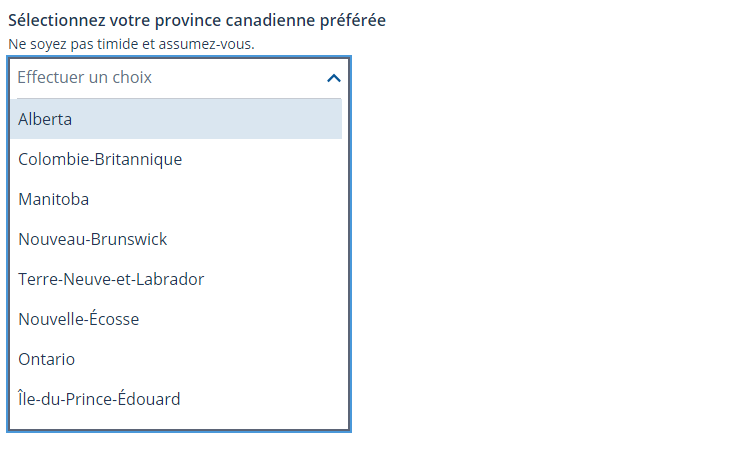 Sélectionnez votre province canadienne préférée
Ne soyez pas timide et assumez-vous.
Effectuer un choix
Alberta
Colombie-Britannique
Manitoba
Nouveau-Brunswick
Terre-Neuve-et-Labrador
Nouvelle-Écosse
Ontario
Île-du-Prince-Édouard